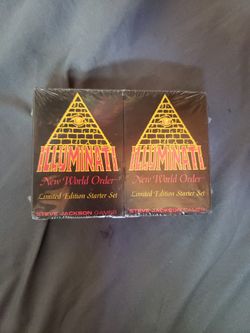 ILLUMINATI
New World Order
Limited Edition Starter Set
STEVE JACKSON GAMES
ILLUMINATI
New World Order
Limited Edition Starter Set
STEVE JACKSON GAMES